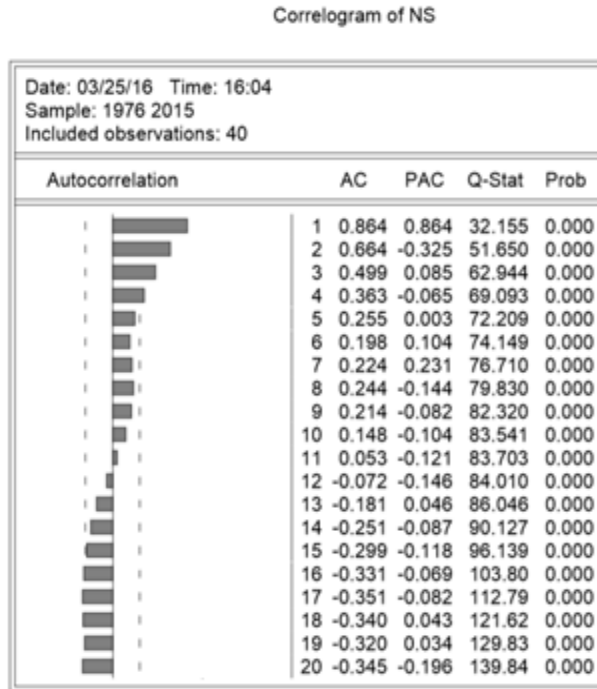 Correlogram of NS
Date: 03/25/16 Time: 16:04
Sample: 1976 2015
Included observations: 40
Autocorrelation AC PAC Q-Stat Prob
1 0.864 0.864 32.155 0.000
2 0.664 -0.325 51.650 0.000
3 0.499 0.085 62.944 0.000
4 0.363 -0.065 69.093 0.000
5 0.255 0.003 72.209 0.000
6 0.198 0.104 74.149 0.000
7 0.224 0.231 76.710 0.000
8 0.244 -0.144 79.830 0.000
9 0.214 -0.082 82.320 0.000
10 0.148 -0.104 83.541 0.000
11 0.053 -0.121 83.703 0.000
12 -0.072 -0.146 84.010 0.000
13 -0.181 0.046 86.046 0.000
14 -0.251 -0.087 90.127 0.000
15 -0.299 -0.118 96.139 0.000
16 -0.331 -0.069 103.80 0.000
17 -0.351 -0.082 112.79 0.000
18 -0.340 0.043 121.62 0.000
19 -0.320 0.034 129.83 0.000
20 -0.345 -0.196 139.84 0.000